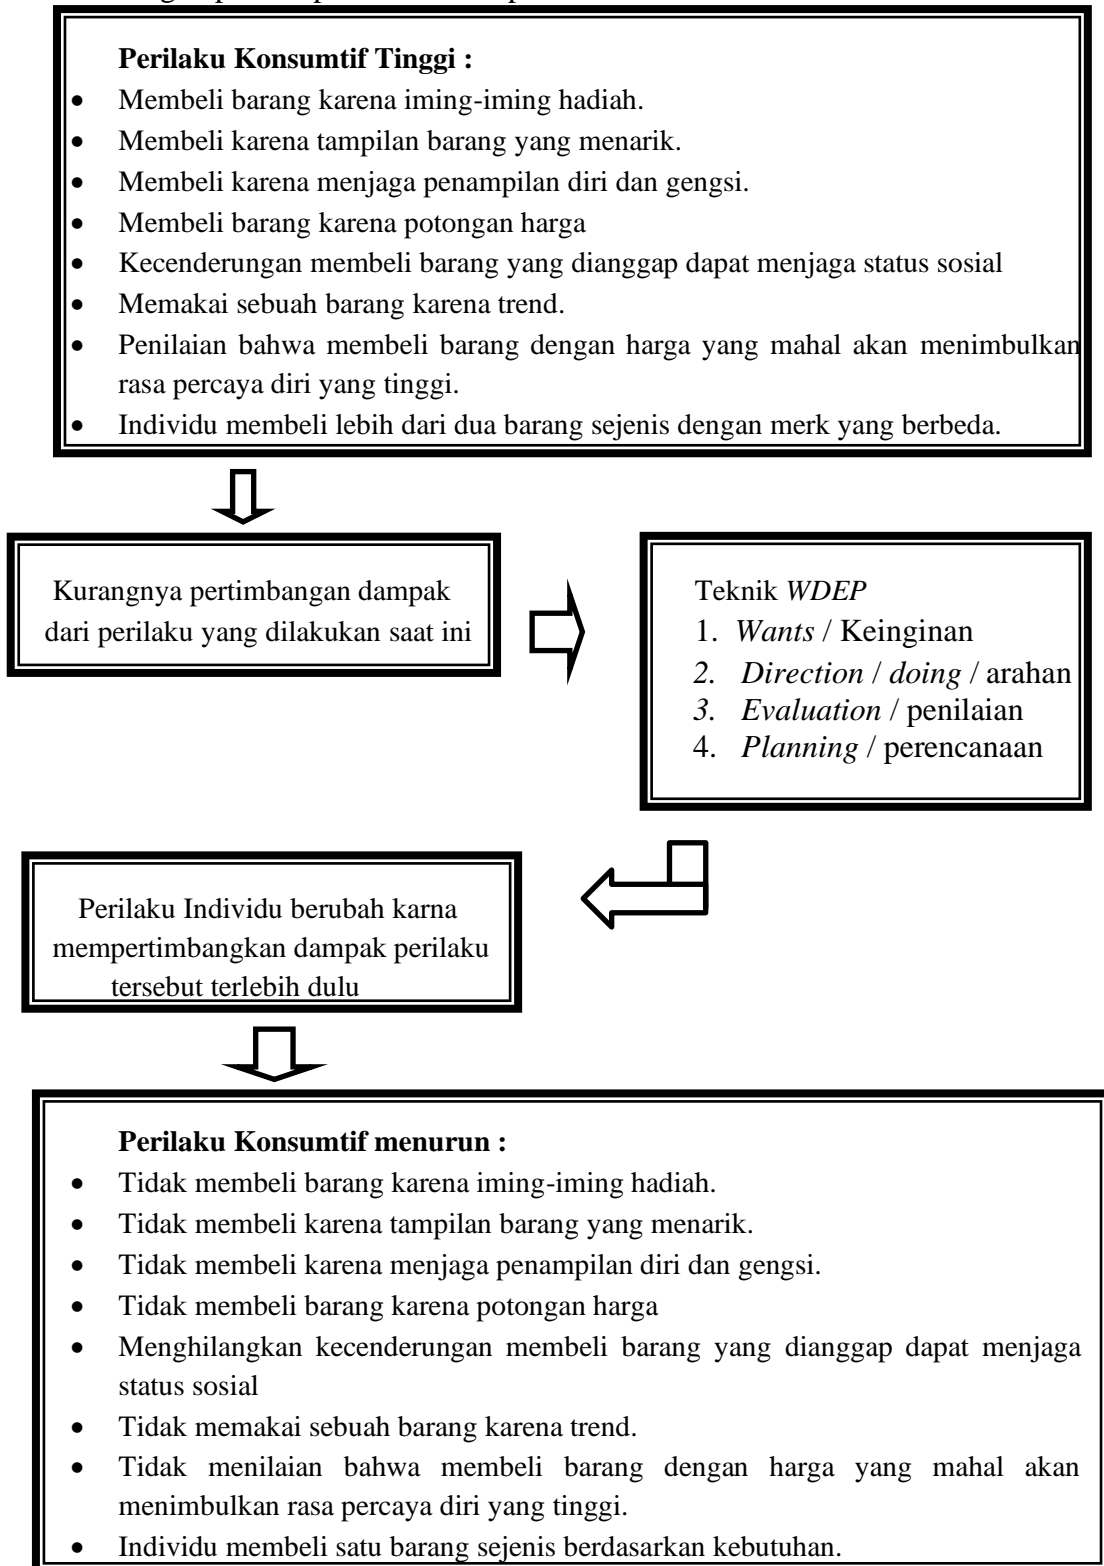 Perilaku Konsumtif Tinggi :
• Membeli barang karena iming-iming hadiah.
• Membeli karena tampilan barang yang menarik.
• Membeli karena menjaga penampilan diri dan gengsi.
• Membeli barang karena potongan harga
• Kecenderungan membeli barang yang dianggap dapat menjaga status sosial
• Memakai sebuah barang karena trend.
• Penilaian bahwa membeli barang dengan harga yang mahal akan menimbulkan
rasa percaya diri yang tinggi.
• Individu membeli lebih dari dua barang sejenis dengan merk yang berbeda.
Kurangnya pertimbangan dampak
dari perilaku yang dilakukan saat ini
Teknik WDEP
1. Wants / Keinginan
2. Direction / doing / arahan
3. Evaluation / penilaian
4. Planning / perencanaan
Perilaku Individu berubah karna
mempertimbangkan dampak perilaku
tersebut terlebih dulu
Perilaku Konsumtif menurun :
• Tidak membeli barang karena iming-iming hadiah.
• Tidak membeli karena tampilan barang yang menarik.
• Tidak membeli karena menjaga penampilan diri dan gengsi.
• Tidak membeli barang karena potongan harga
• Menghilangkan kecenderungan membeli barang yang dianggap dapat menjaga
status sosial
• Tidak memakai sebuah barang karena trend.
• Tidak menilaian bahwa membeli barang dengan harga yang mahal akan
menimbulkan rasa percaya diri yang tinggi.
• Individu membeli satu barang sejenis berdasarkan kebutuhan.